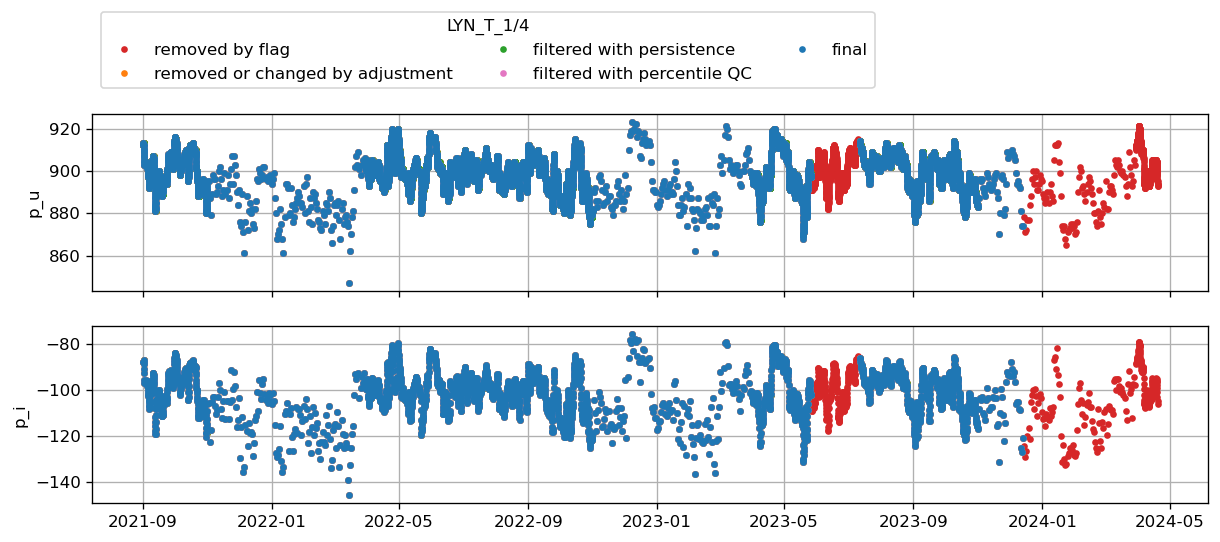 LYN_T_1/4
removed by flag
filtered with persistence
final
removed or changed by adjustment
filtered with percentile QC
920
900
880
860
p_u
−80
−100
−120
−140
p_i
2021-09
2022-01
2022-05
2022-09
2023-01
2023-05
2023-09
2024-01
2024-05